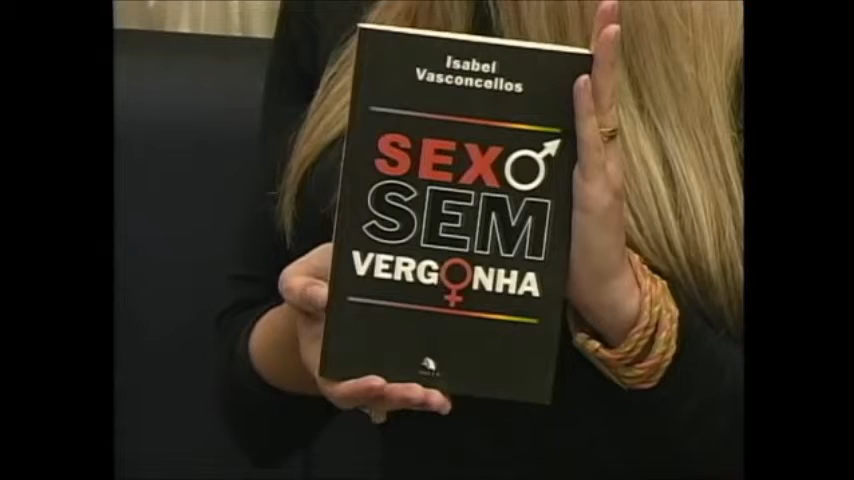 Isabel
Vasconcellos
SEXO
SEM
VERGONHA